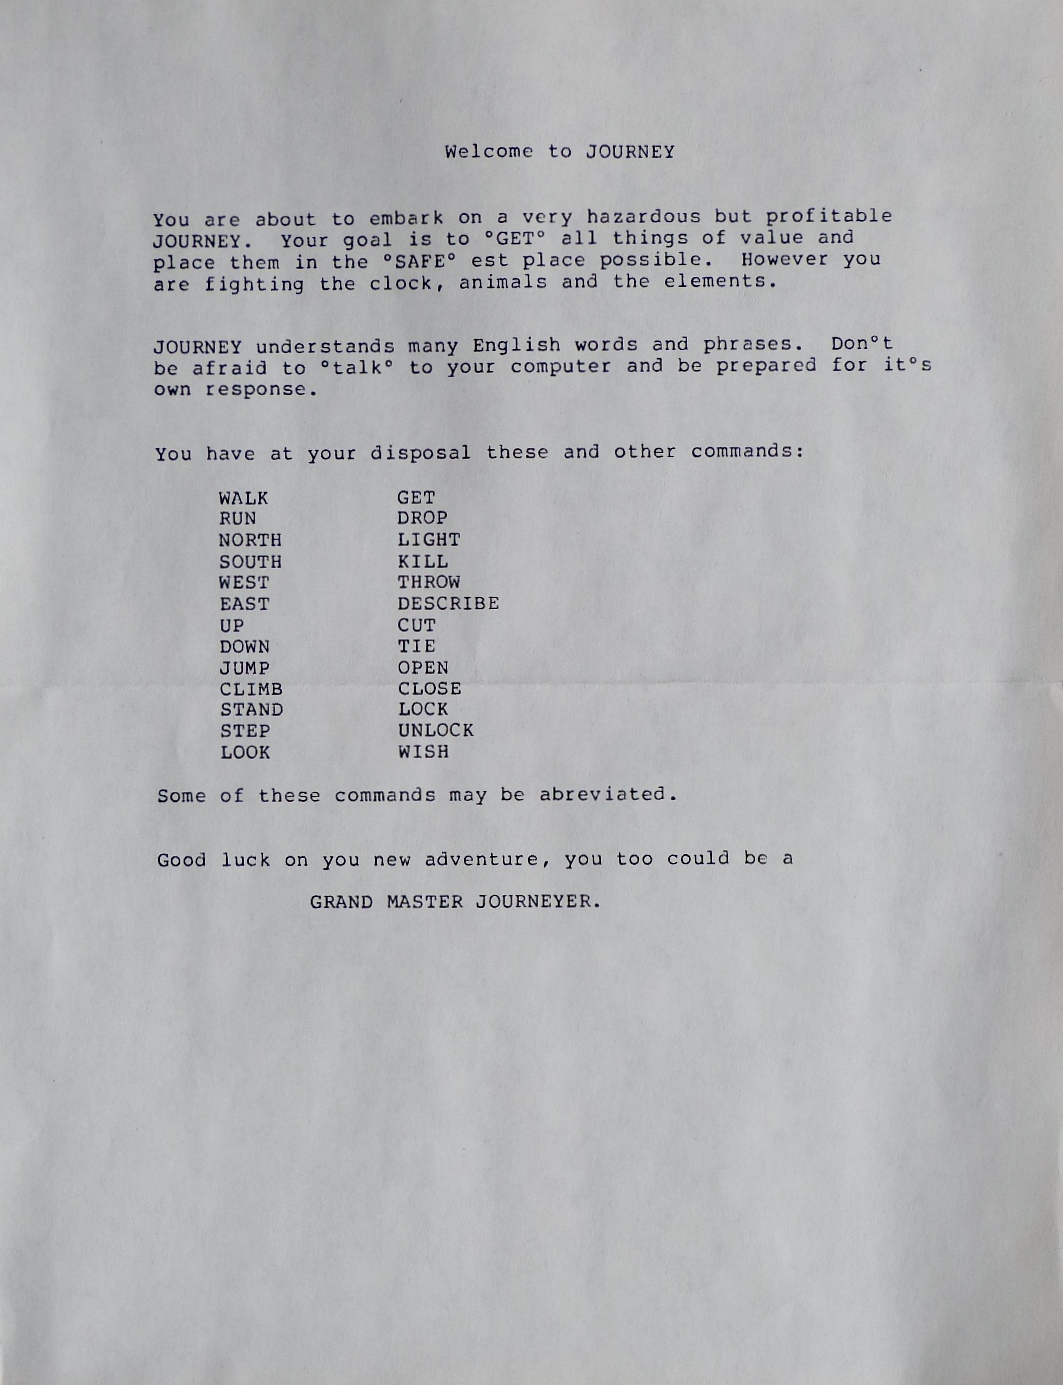 Welcome to JOURNEY
You are about to embark on a very hazardous but profitable
JOURNEY.  Your goal is to °GET° all things of value and
place them in the °SAFE° est place possible.  However you
are fighting the clock, animals and the elements.
JOURNEY understands many English words and phrases.  Don°t
be afraid to °talk° to your computer and be prepared for it°s
own response.
You have at your disposal these and other commands:
WALK GET
RUN DROP
NORTH LIGHT
SOUTH KILL
WEST THROW
EAST DESCRIBE
UP CUT
DOWN TIE
JUMP OPEN
CLIMB CLOSE
STAND LOCK
STEP UNLOCK
LOOK WISH
Some of these commands may be abreviated.
Good luck on you new adventure, you too could be a
GRAND MASTER JOURNEYER.